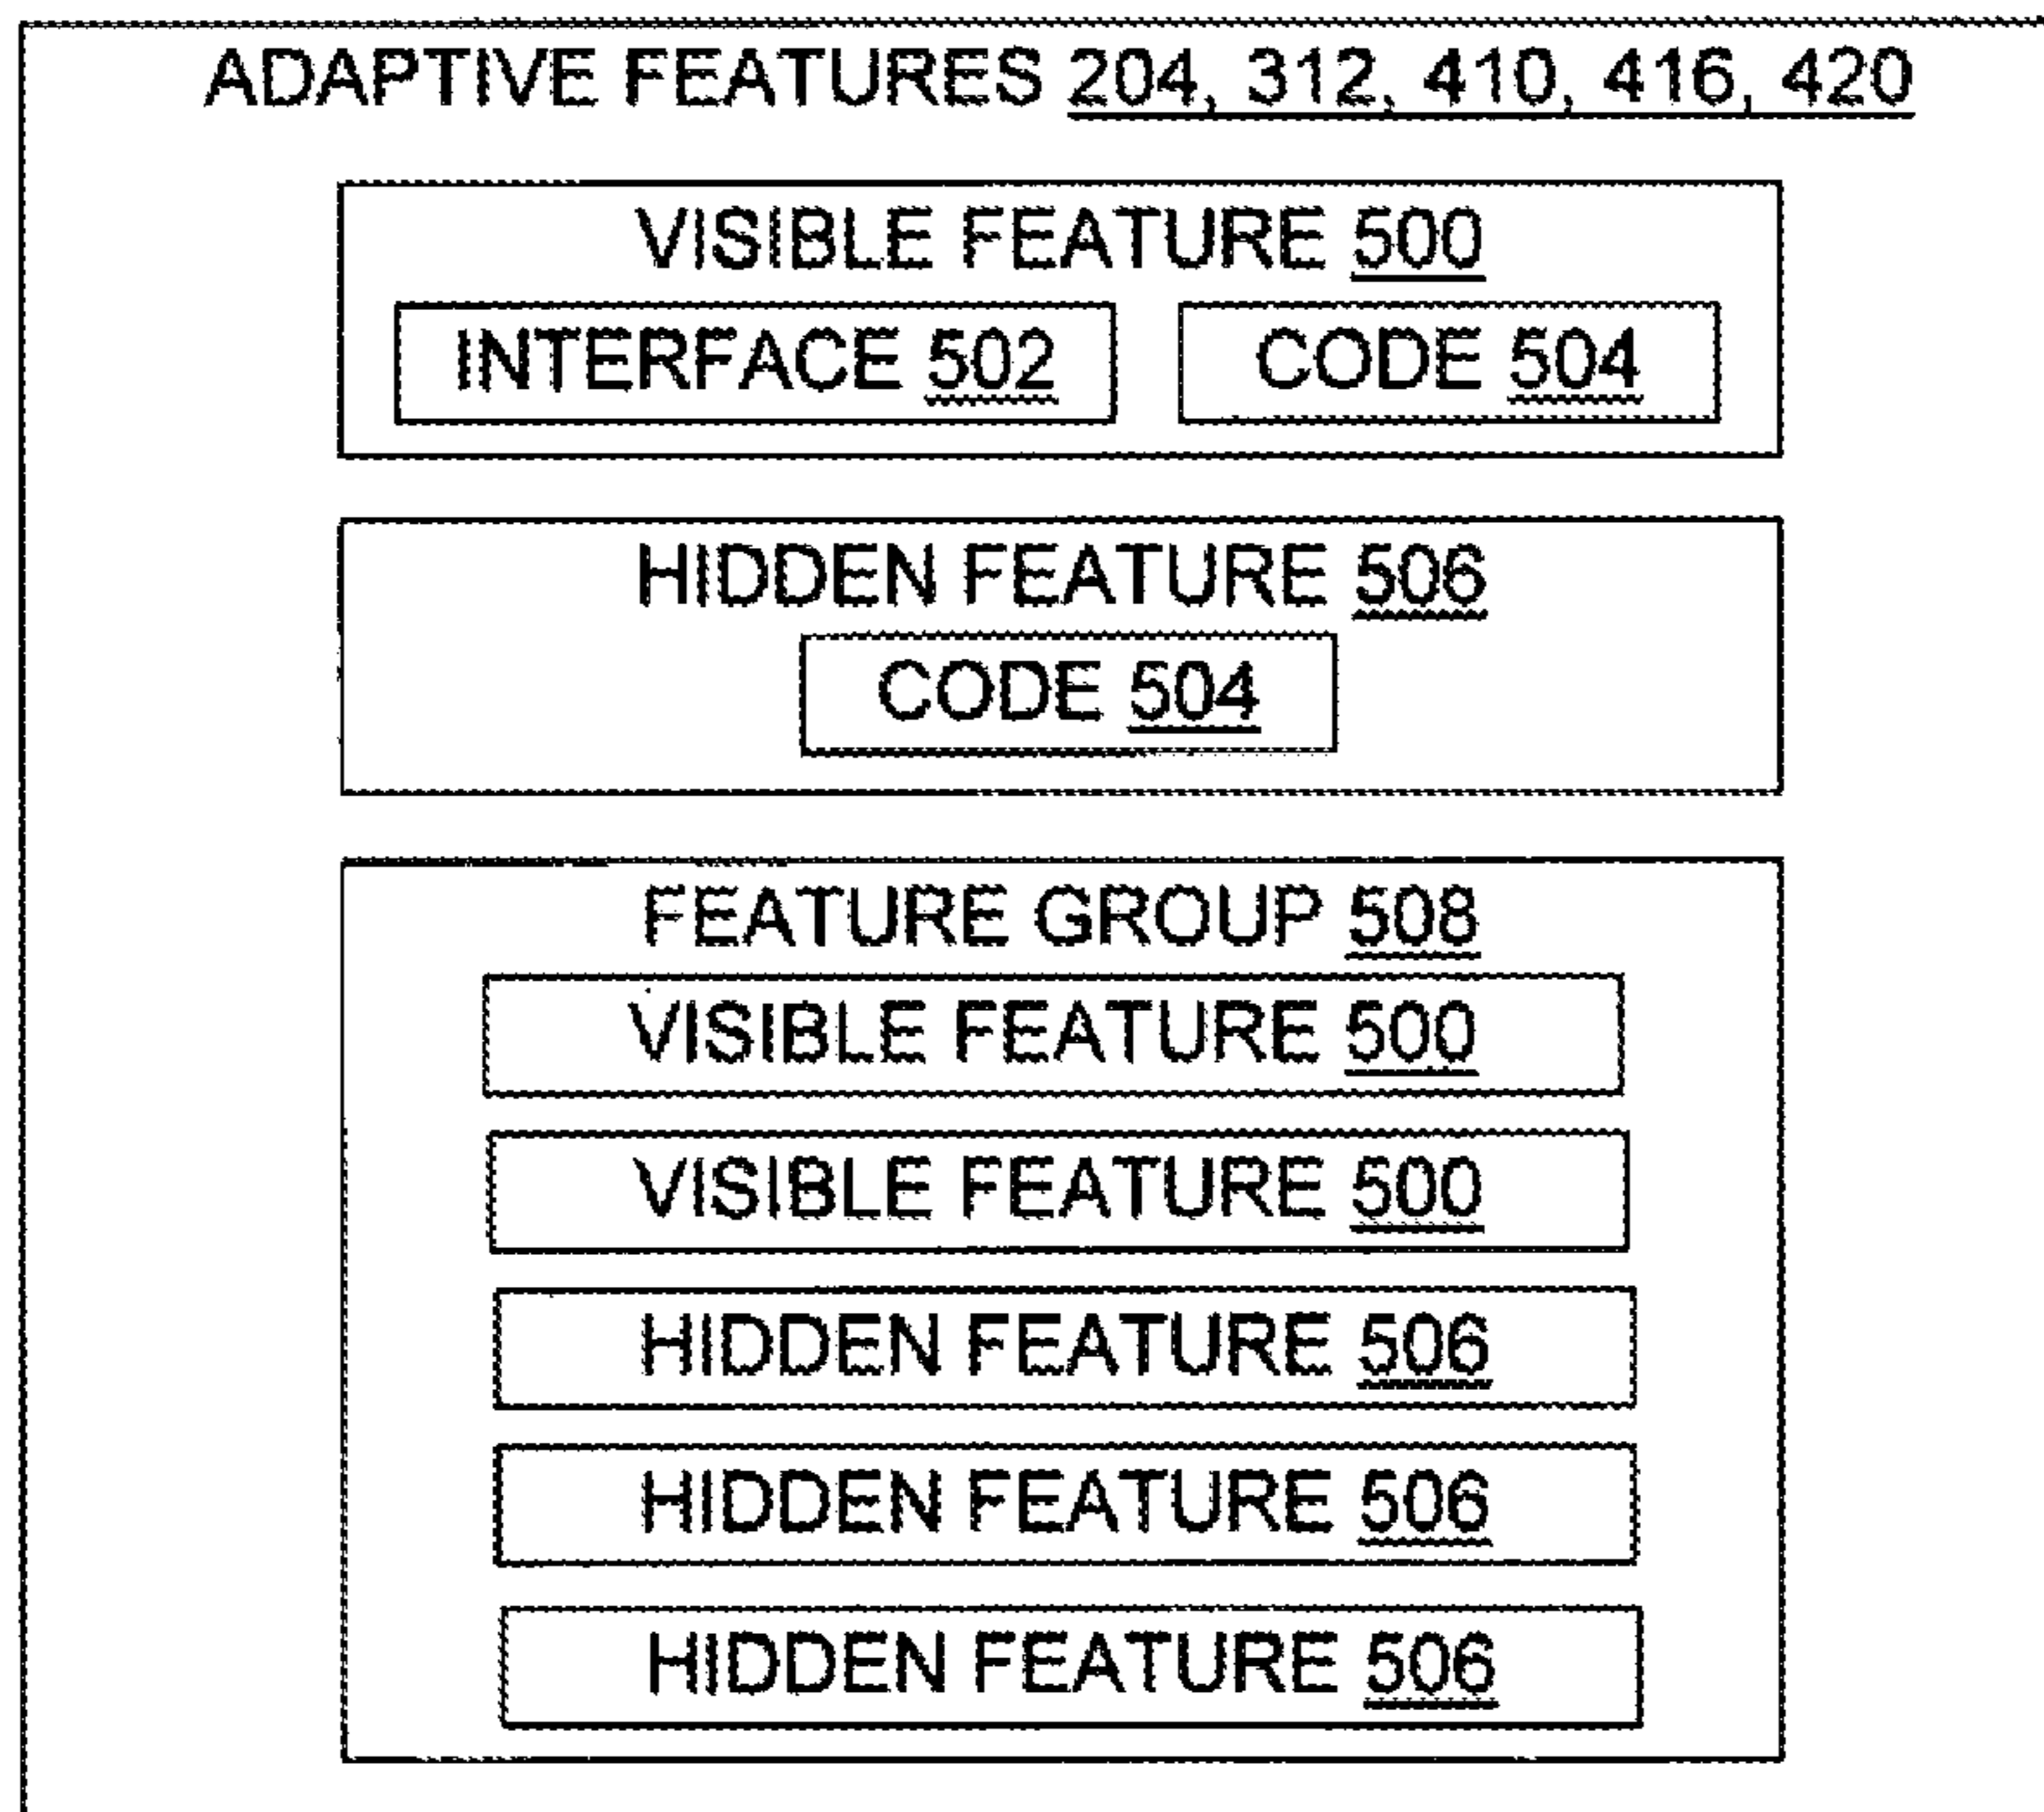 ADAPTIVE FEATURES 204, 312, 410, 416, 420
VISIBLE FEATURE 500
INTERFACE 502 CODE 504
HIDDEN FEATURE 506
CODE 504
FEATURE GROUP 508
VISIBLE FEATURE 500
VISIBLE FEATURE 500
HIDDEN FEATURE 506
HIDDEN FEATURE 506
HIDDEN FEATURE 506